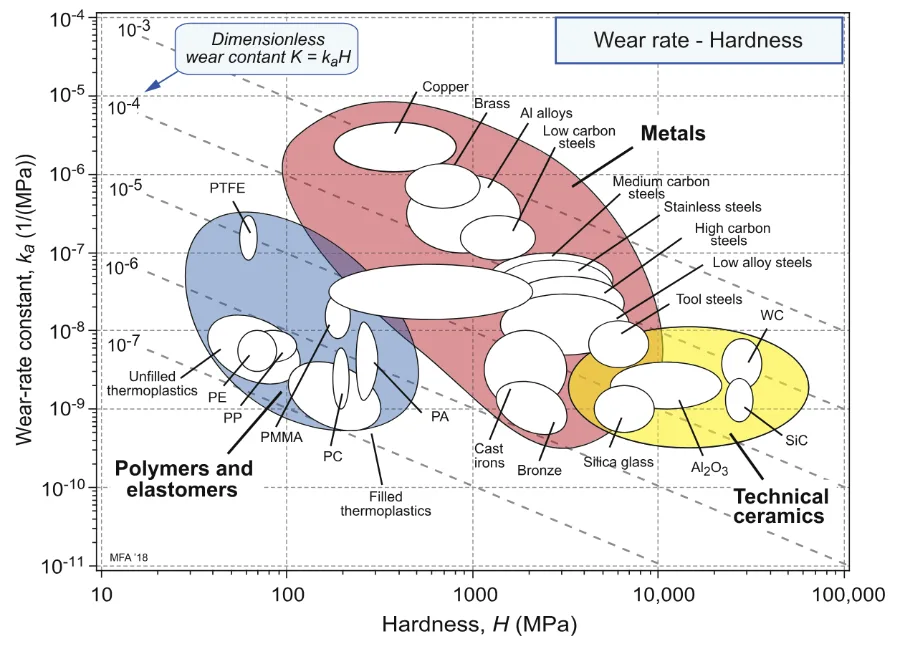 Wear rate - Hardness
Dimensionless
wear contant K = kaH
Wear-rate constant, ka (1/(MPa))
10-4
10-5
10-6
10-7
10-8
10-9
10-10
10-11
10-3
10-4
10-5
10-6
10-7
Copper
Brass
Al alloys
Low carbon
steels
Metals
Medium carbon
steels
Stainless steels
High carbon
steels
Low alloy steels
Tool steels
WC
PTFE
Unfilled
thermoplastics
PE
PP
PMMA
PC
PA
Polymers and
elastomers
Filled
thermoplastics
Cast
irons
Bronze
Silica glass
Al2O3
SiC
Technical
ceramics
MFA '18
10
100
1000
10,000
100,000
Hardness, H (MPa)